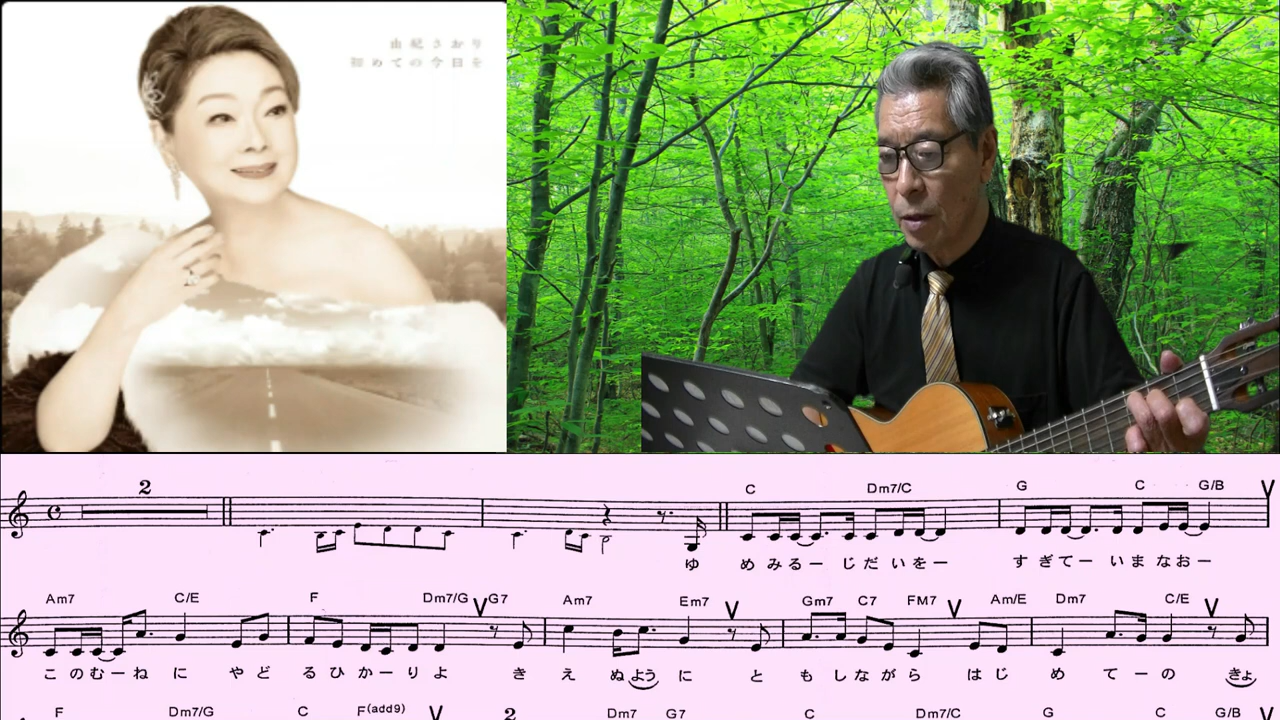 由紀さおり
初めての今日を
2
C Dm7/C G C G/B
ゆ めみるー じだいをー すぎてー いまなおー
Am7 C/E F Dm7/G G7 Am7 Em7 Gm7 C7 FM7 Am/E Dm7 C/E
このむーねに やどるひかーりよ きえぬように ともしながら はじめてーの きょ
F Dm7/G C F(add9) 2 Dm7 G7 C Dm7/C G C G/B